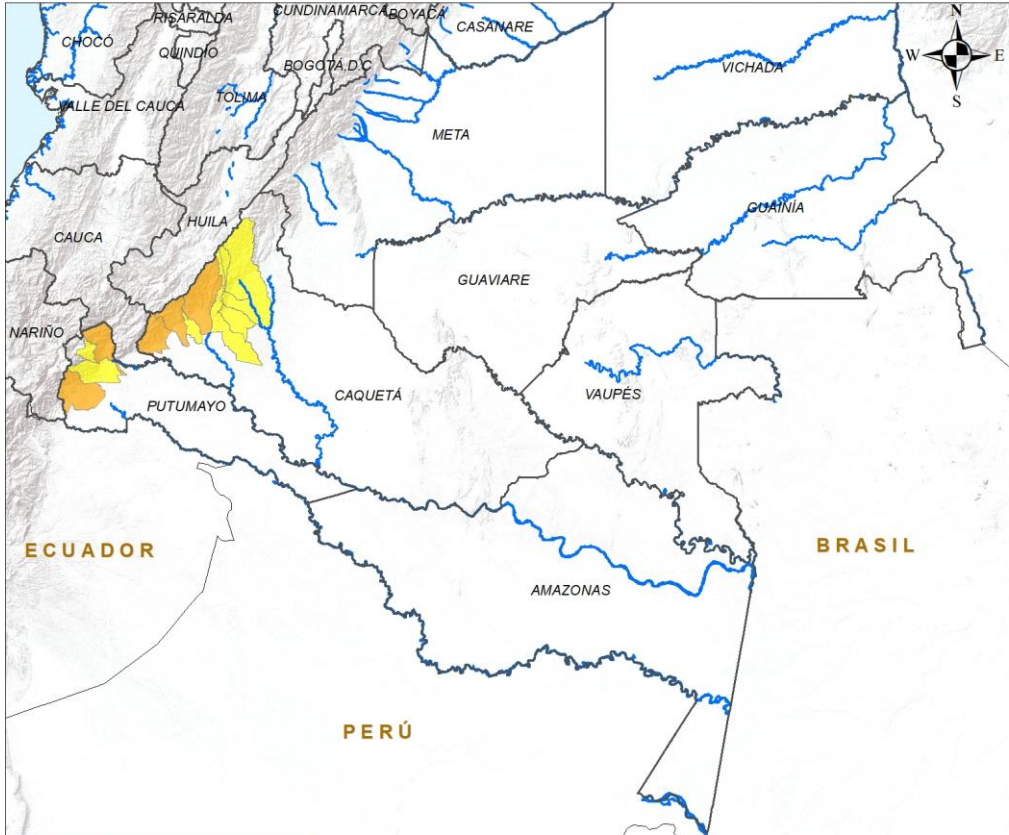 RISARALDA
CUNDINAMARCA
BOYACÁ
CASANARE
N
CHOCÓ
QUINDIO
BOGOTÁ.D.C
VICHADA
W
E
S
VALLE DEL CAUCA
TOLIMA
META
HUILA
GUAINÍA
CAUCA
GUAVIARE
NARIÑO
CAQUETÁ
VAUPÉS
PUTUMAYO
ECUADOR
BRASIL
AMAZONAS
PERÚ